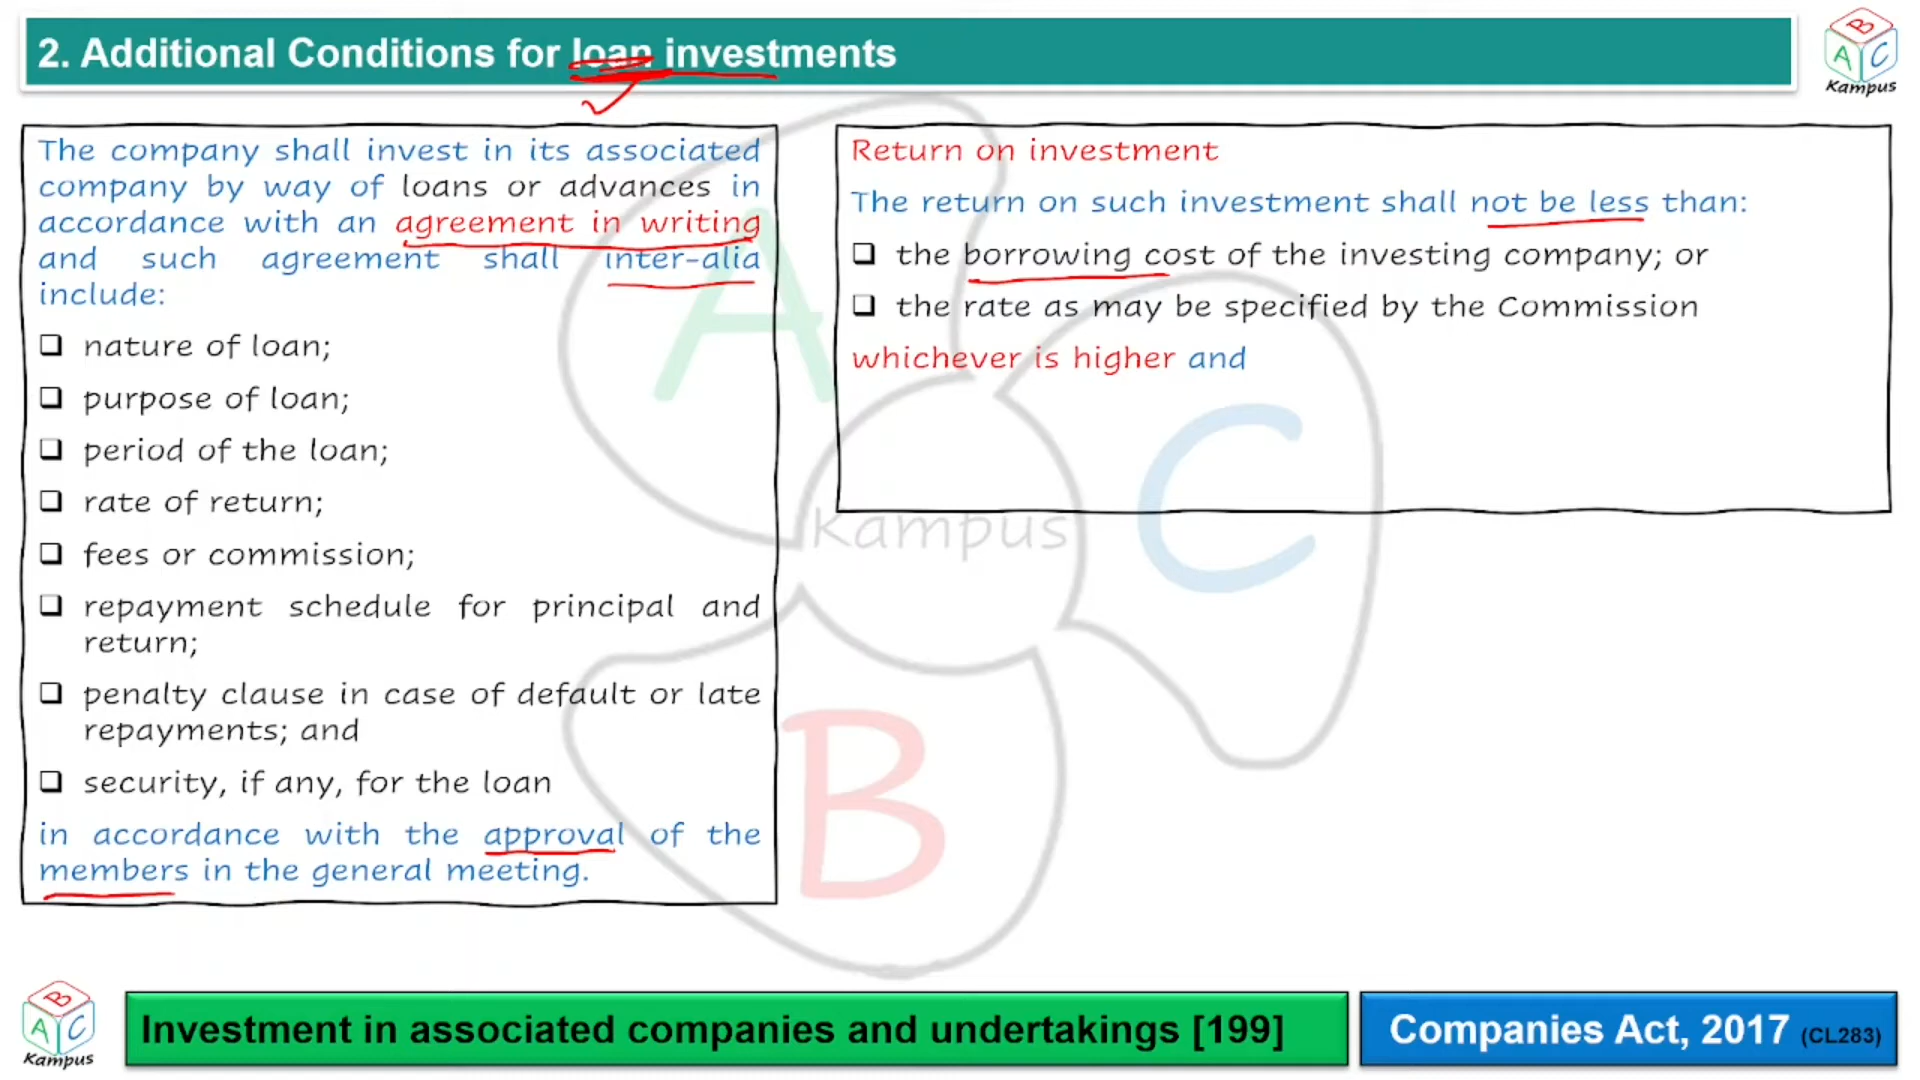 2. Additional Conditions for loan investments
B
A C
Kampus
The company shall invest in its associated
company by way of loans or advances in
accordance with an agreement in writing
and such agreement shall inter-alia
include:
❑ nature of loan;
❑ purpose of loan;
❑ period of the loan;
❑ rate of return;
❑ fees or commission;
❑ repayment schedule for principal and
return;
❑ penalty clause in case of default or late
repayments; and
❑ security, if any, for the loan
in accordance with the approval of the
members in the general meeting.
Return on investment
The return on such investment shall not be less than:
❑ the borrowing cost of the investing company; or
❑ the rate as may be specified by the Commission
whichever is higher and
A
Kampus
C
B
B
A C
Kampus
Investment in associated companies and undertakings [199]
Companies Act, 2017 (CL283)